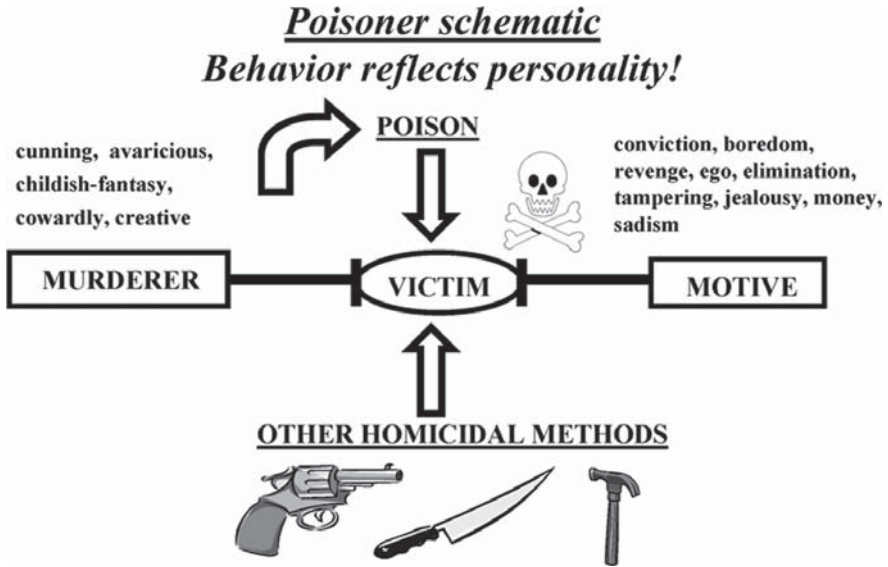 Poisoner schematic
Behavior reflects personality!
POISON
cunning, avaricious,
childish-fantasy,
cowardly, creative
conviction, boredom,
revenge, ego, elimination,
tampering, jealousy, money,
sadism
MURDERER
VICTIM
MOTIVE
OTHER HOMICIDAL METHODS